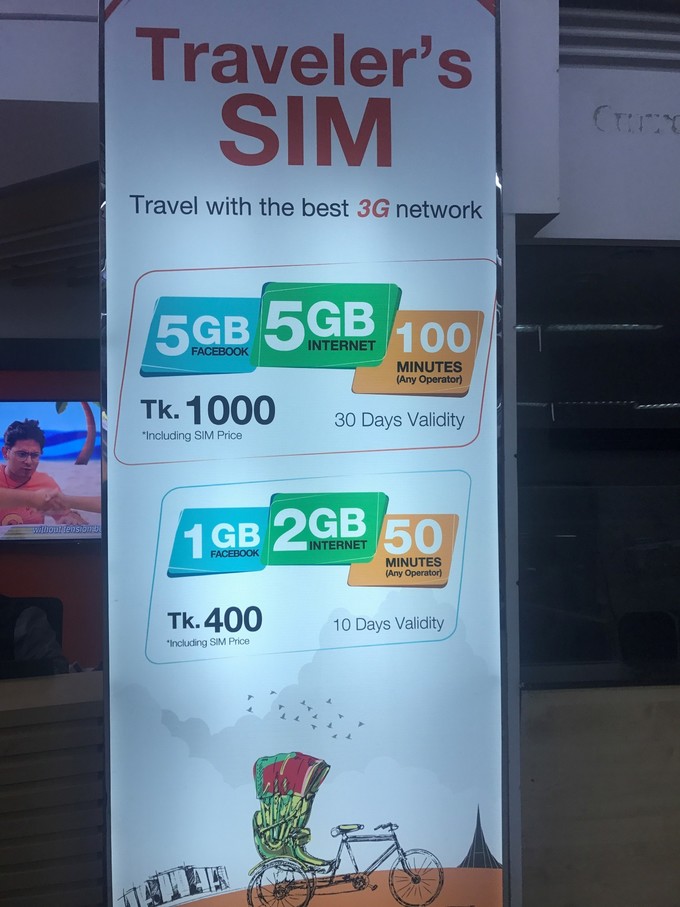 Traveler's
SIM
Travel with the best 3G network
5GB
FACEBOOK
5GB
INTERNET
100
MINUTES
(Any Operator)
Tk. 1000
*Including SIM Price
30 Days Validity
1GB
FACEBOOK
2GB
INTERNET
50
MINUTES
(Any Operator)
Tk. 400
*Including SIM Price
10 Days Validity
without